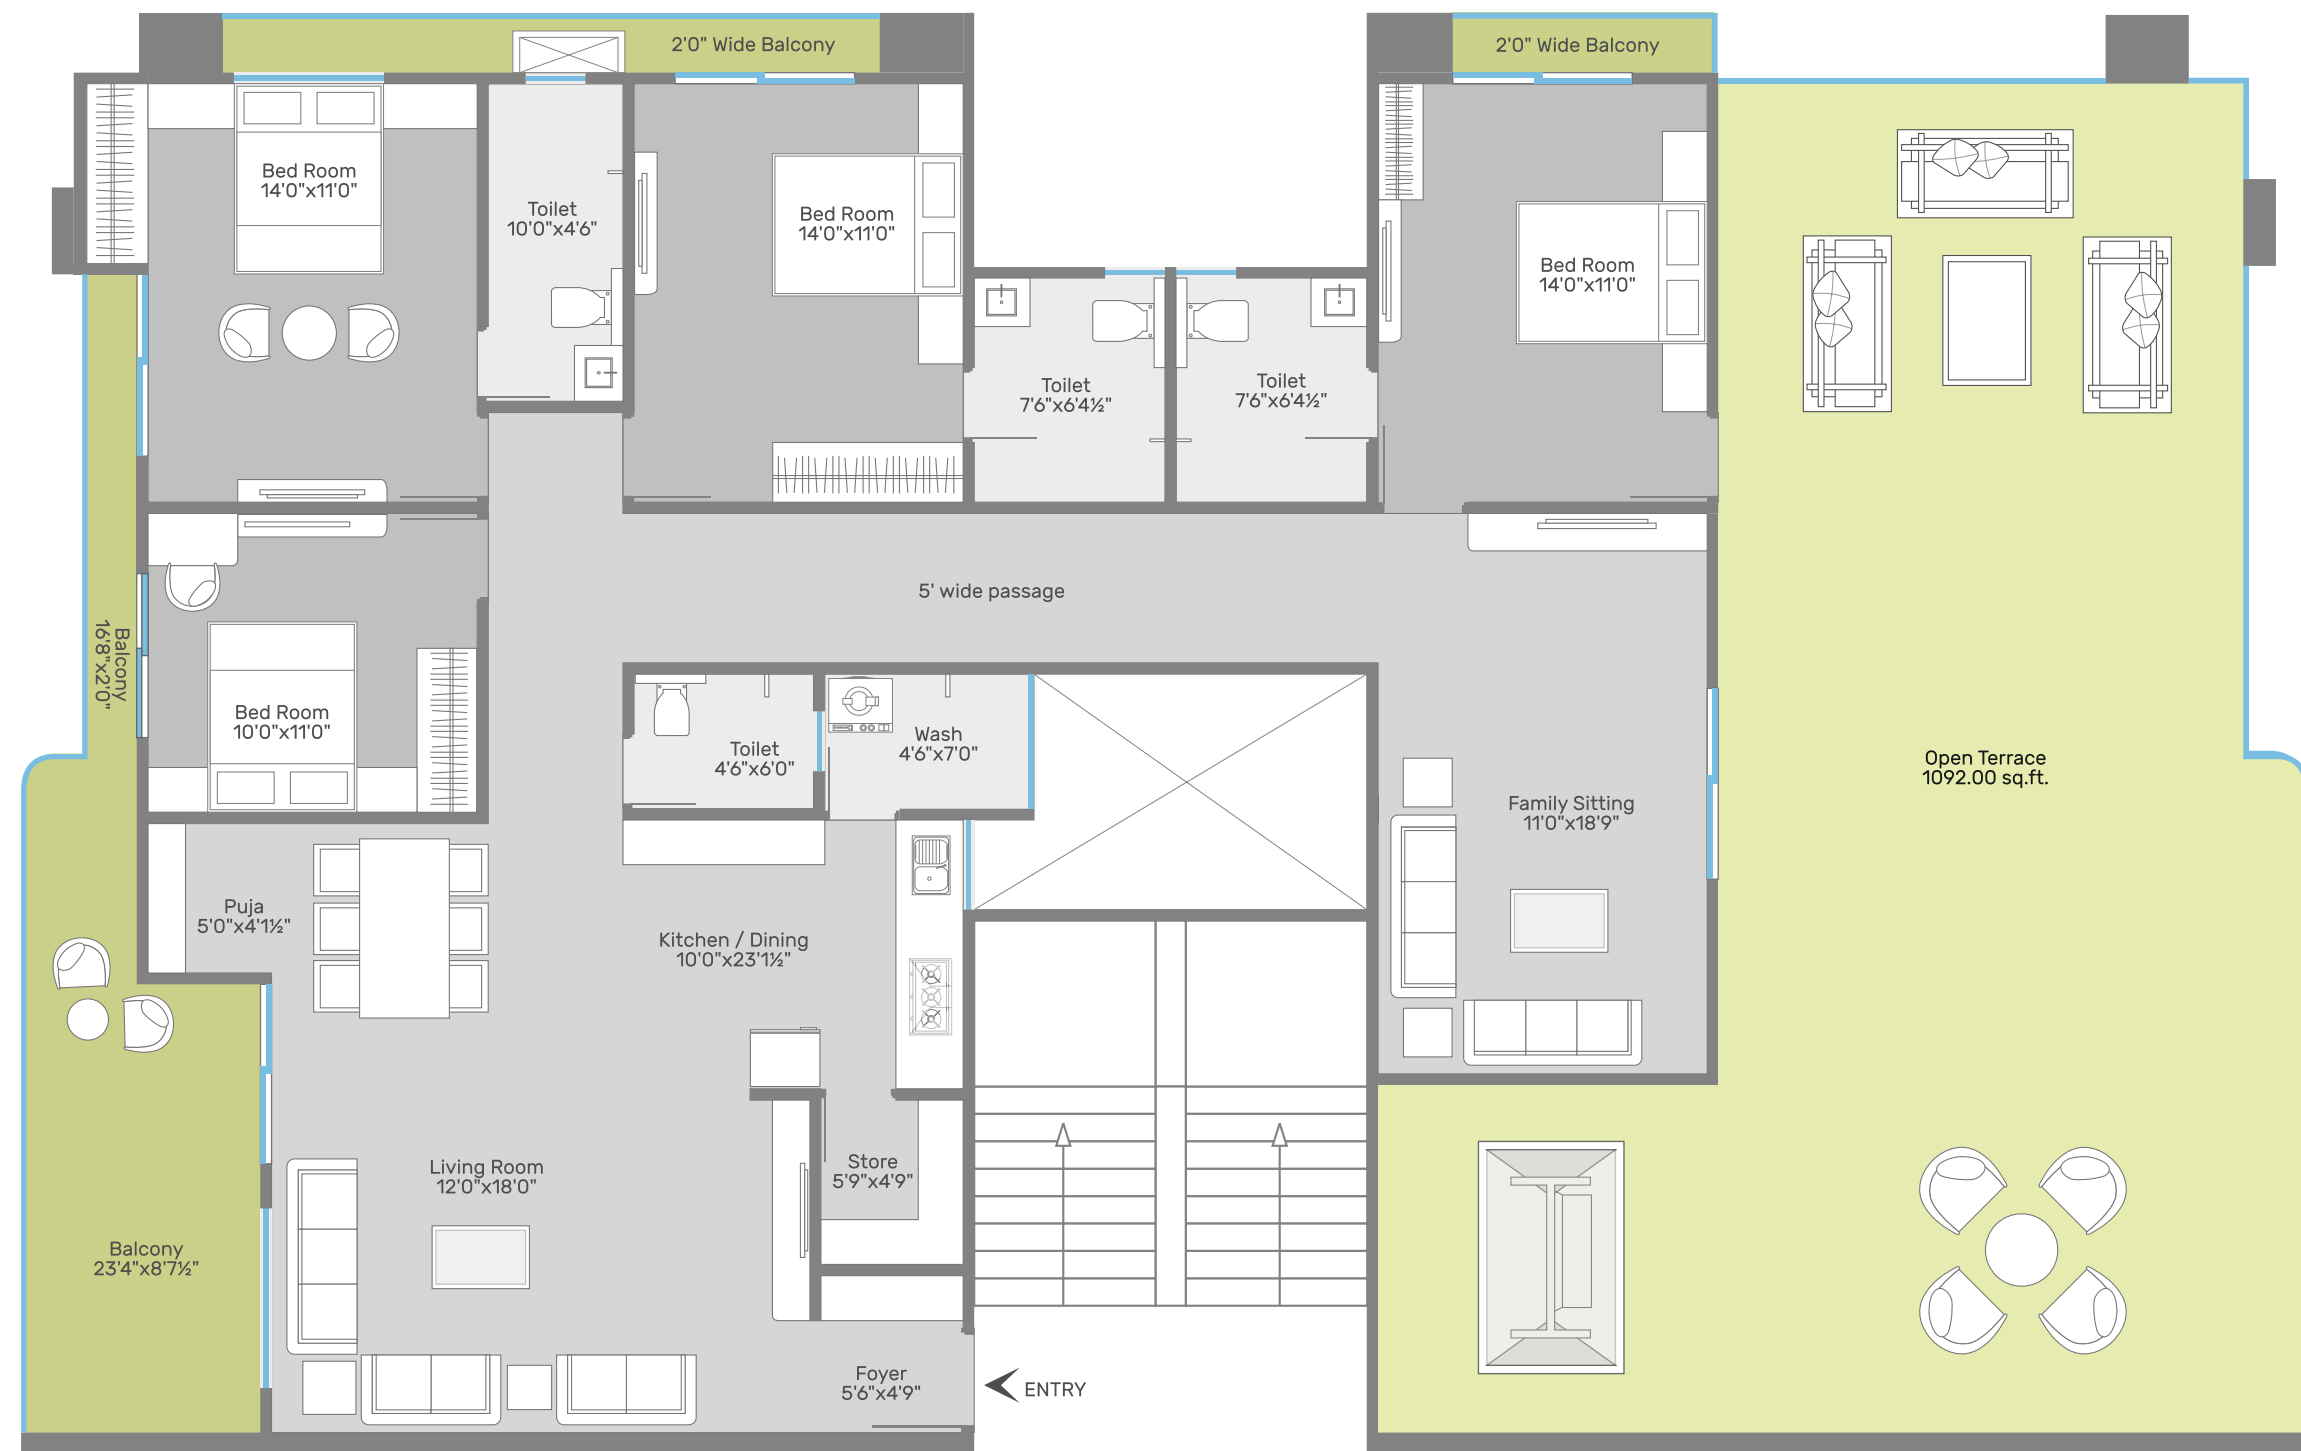 2'0" Wide Balcony
2'0" Wide Balcony
Bed Room
14'0"x11'0"
Toilet
10'0"x4'6"
Bed Room
14'0"x11'0"
Bed Room
14'0"x11'0"
Toilet
7'6"x6'4½"
Toilet
7'6"x6'4½"
5' wide passage
Balcony
16'8"x2'0"
Bed Room
10'0"x11'0"
Toilet
4'6"x6'0"
Wash
4'6"x7'0"
Open Terrace
1092.00 sq.ft.
Family Sitting
11'0"x18'9"
Puja
5'0"x4'1½"
Kitchen / Dining
10'0"x23'1½"
Living Room
12'0"x18'0"
Store
5'9"x4'9"
Balcony
23'4"x8'7½"
Foyer
5'6"x4'9"
ENTRY